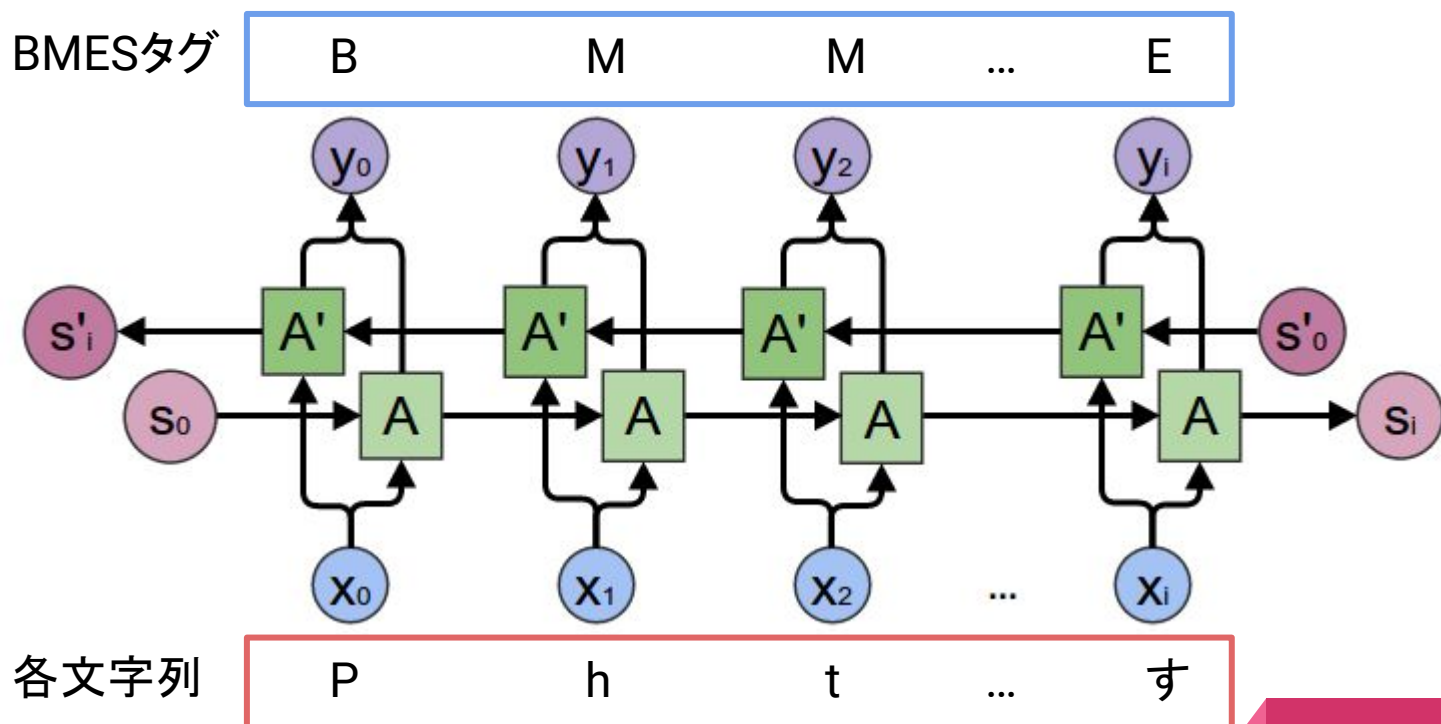 BMESタグ B M M ... E
y₀ y₁ y₂ yᵢ
s'ᵢ A' A' A' A' s'₀
s₀ A A A A sᵢ
x₀ x₁ x₂ ... xᵢ
各文字列 P h t ... す